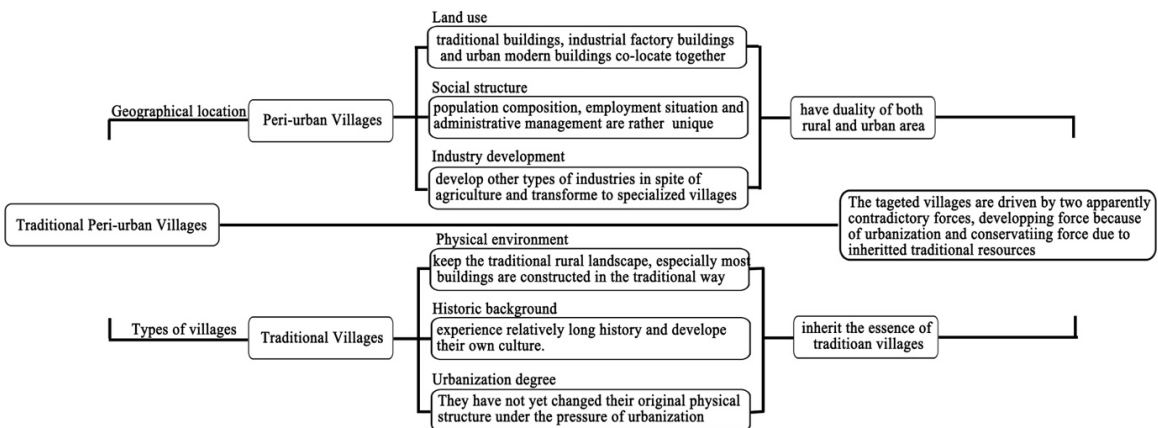 Land use
traditional buildings, industrial factory buildings
and urban modern buildings co-locate together
Social structure
population composition, employment situation and
administrative management are rather unique
Industry development
develop other types of industries in spite of
agriculture and transforme to specialized villages
Geographical location
Peri-urban Villages
have duality of both
rural and urban area
Traditional Peri-urban Villages
The tageted villages are driven by two apparently
contradictory forces, developping force because
of urbanization and conservatiing force due to
inheritted traditional resources
Physical environment
keep the traditional rural landscape, especially most
buildings are constructed in the traditional way
Historic background
experience relatively long history and develope
their own culture.
Urbanization degree
They have not yet changed their original physical
structure under the pressure of urbanization
Types of villages
Traditional Villages
inherit the essence of
traditioan villages